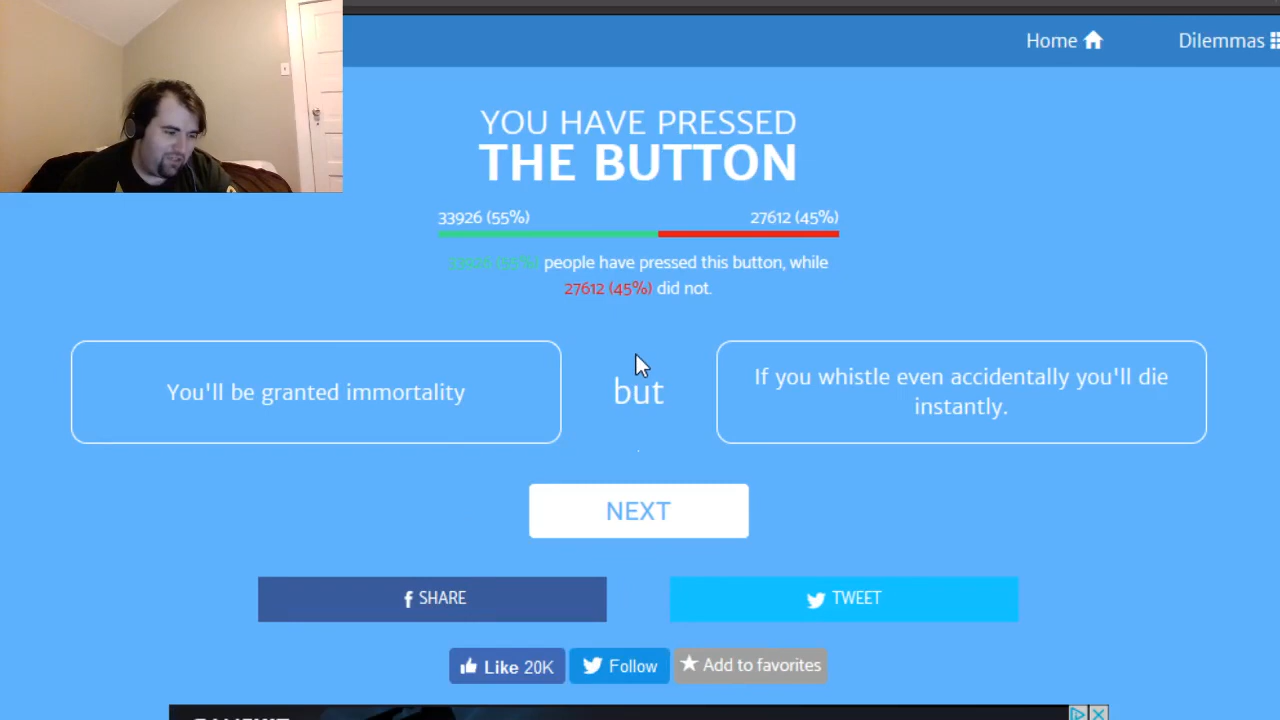 Home
Dilemmas
YOU HAVE PRESSED
THE BUTTON
33926 (55%)
27612 (45%)
33926 (55%) people have pressed this button, while
27612 (45%) did not.
You'll be granted immortality
but
If you whistle even accidentally you'll die
instantly.
NEXT
f SHARE
TWEET
Like 20K
Follow
Add to favorites